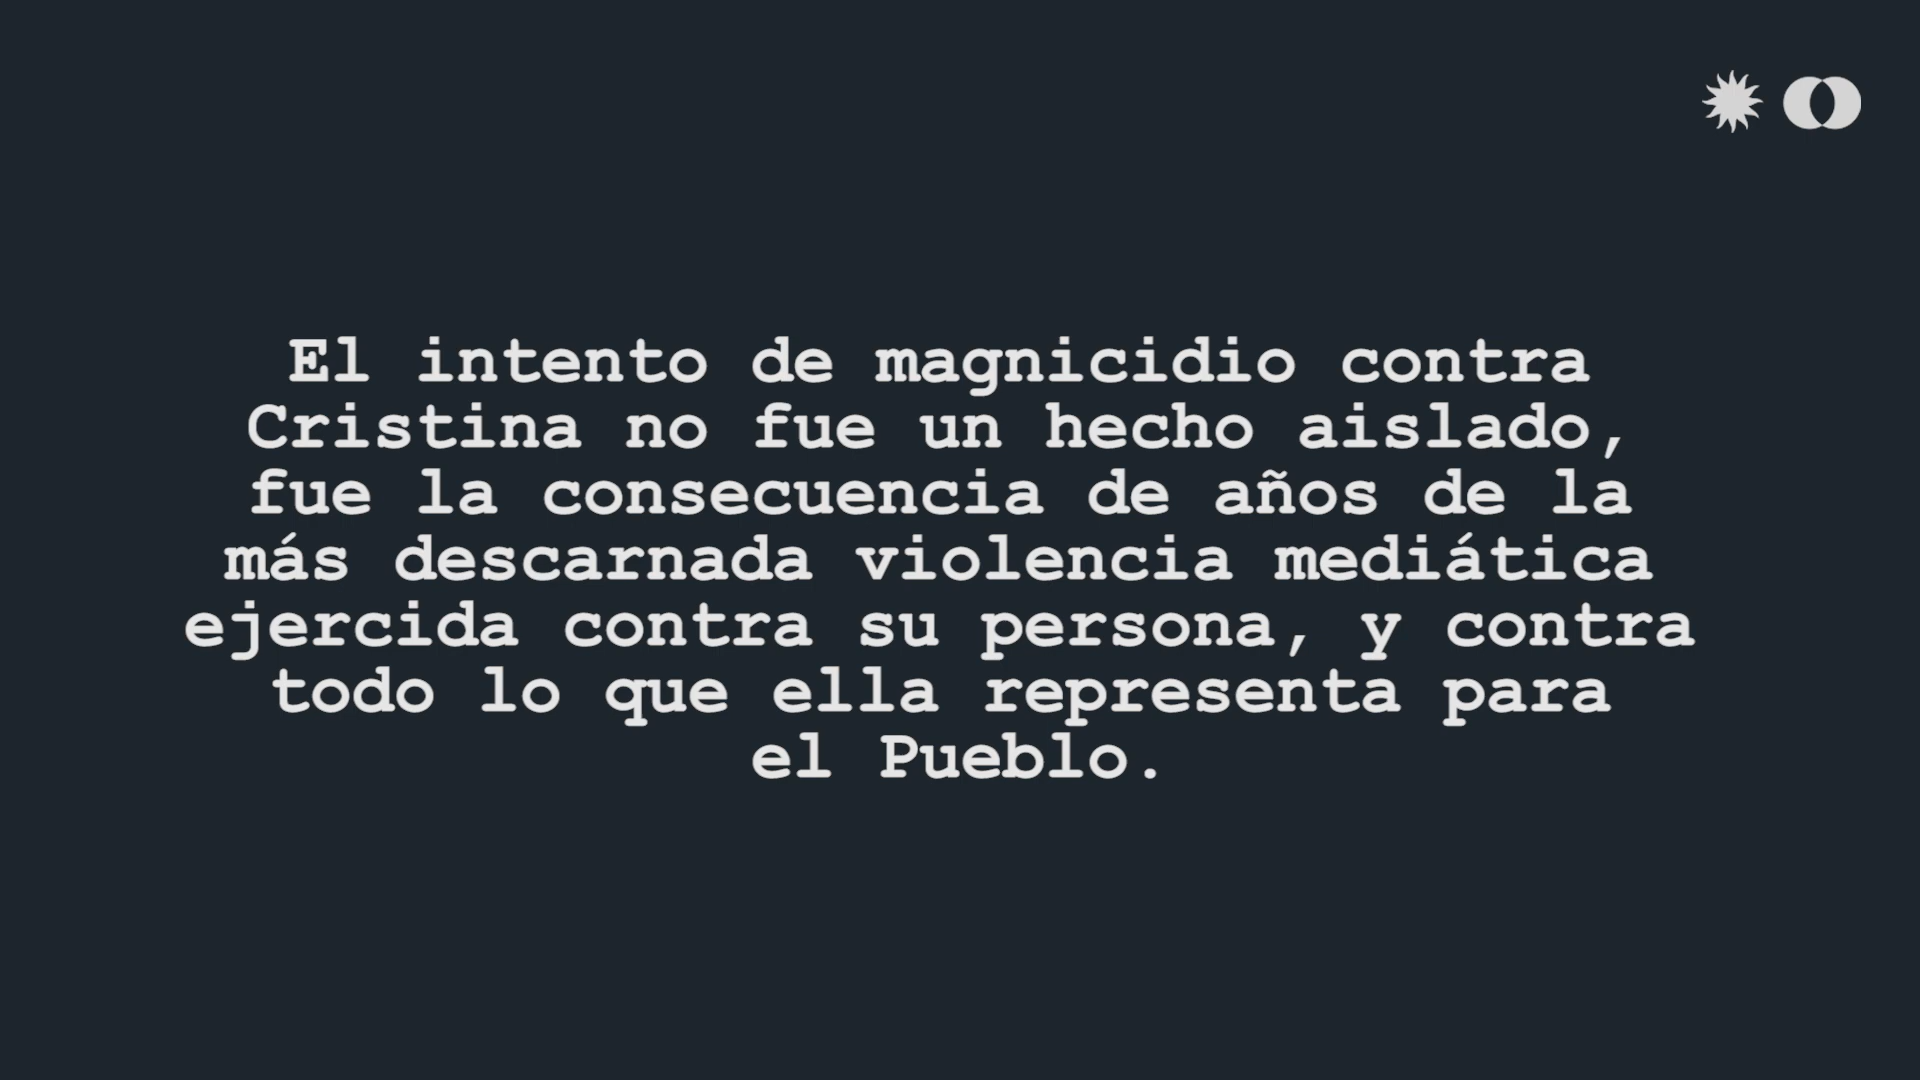 El intento de magnicidio contra
Cristina no fue un hecho aislado,
fue la consecuencia de años de la
más descarnada violencia mediática
ejercida contra su persona, y contra
todo lo que ella representa para
el Pueblo.